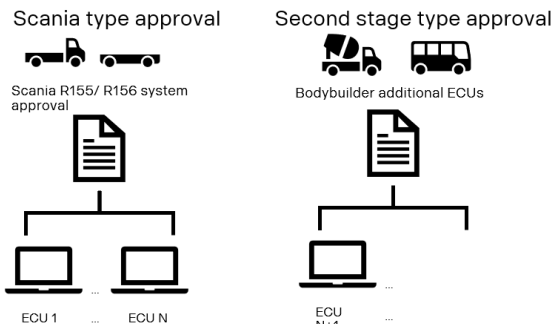 Scania type approval
Second stage type approval
Scania R155/ R156 system
approval
Bodybuilder additional ECUs
...
...
ECU 1
...
ECU N
ECU
N+1
...